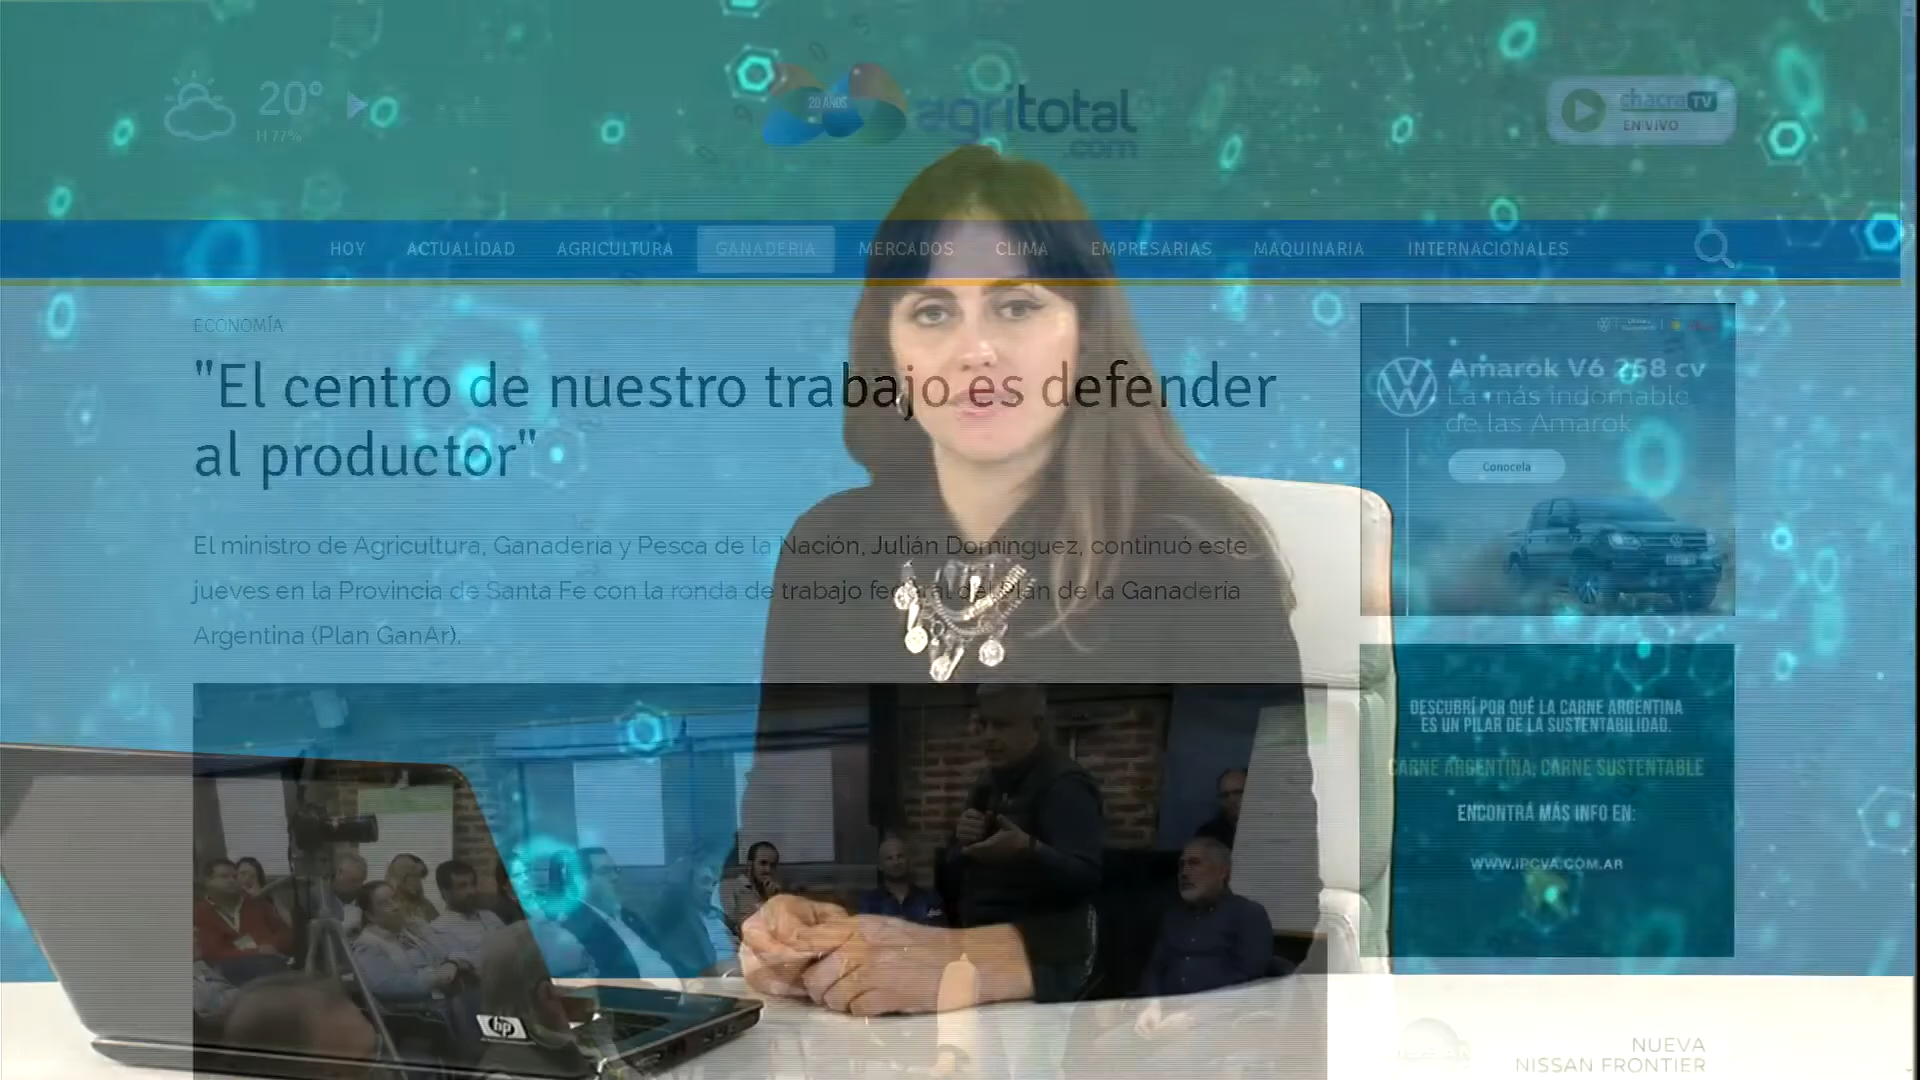 20°
H 77%
20 AÑOS
agritotal
.com
chacra TV
EN VIVO
HOY ACTUALIDAD AGRICULTURA GANADERIA MERCADOS CLIMA EMPRESARIAS MAQUINARIA INTERNACIONALES
ECONOMÍA
"El centro de nuestro trabajo es defender
al productor"
El ministro de Agricultura, Ganadería y Pesca de la Nación, Julián Domínguez, continuó este
jueves en la Provincia de Santa Fe con la ronda de trabajo federal del Plan de la Ganadería
Argentina (Plan GanAr).
Amarok V6 258 cv
La más indomable
de las Amarok
Conocela
DESCUBRÍ POR QUÉ LA CARNE ARGENTINA
ES UN PILAR DE LA SUSTENTABILIDAD.
CARNE ARGENTINA, CARNE SUSTENTABLE
ENCONTRÁ MÁS INFO EN:
WWW.IPCVA.COM.AR
hp
NUEVA
NISSAN FRONTIER